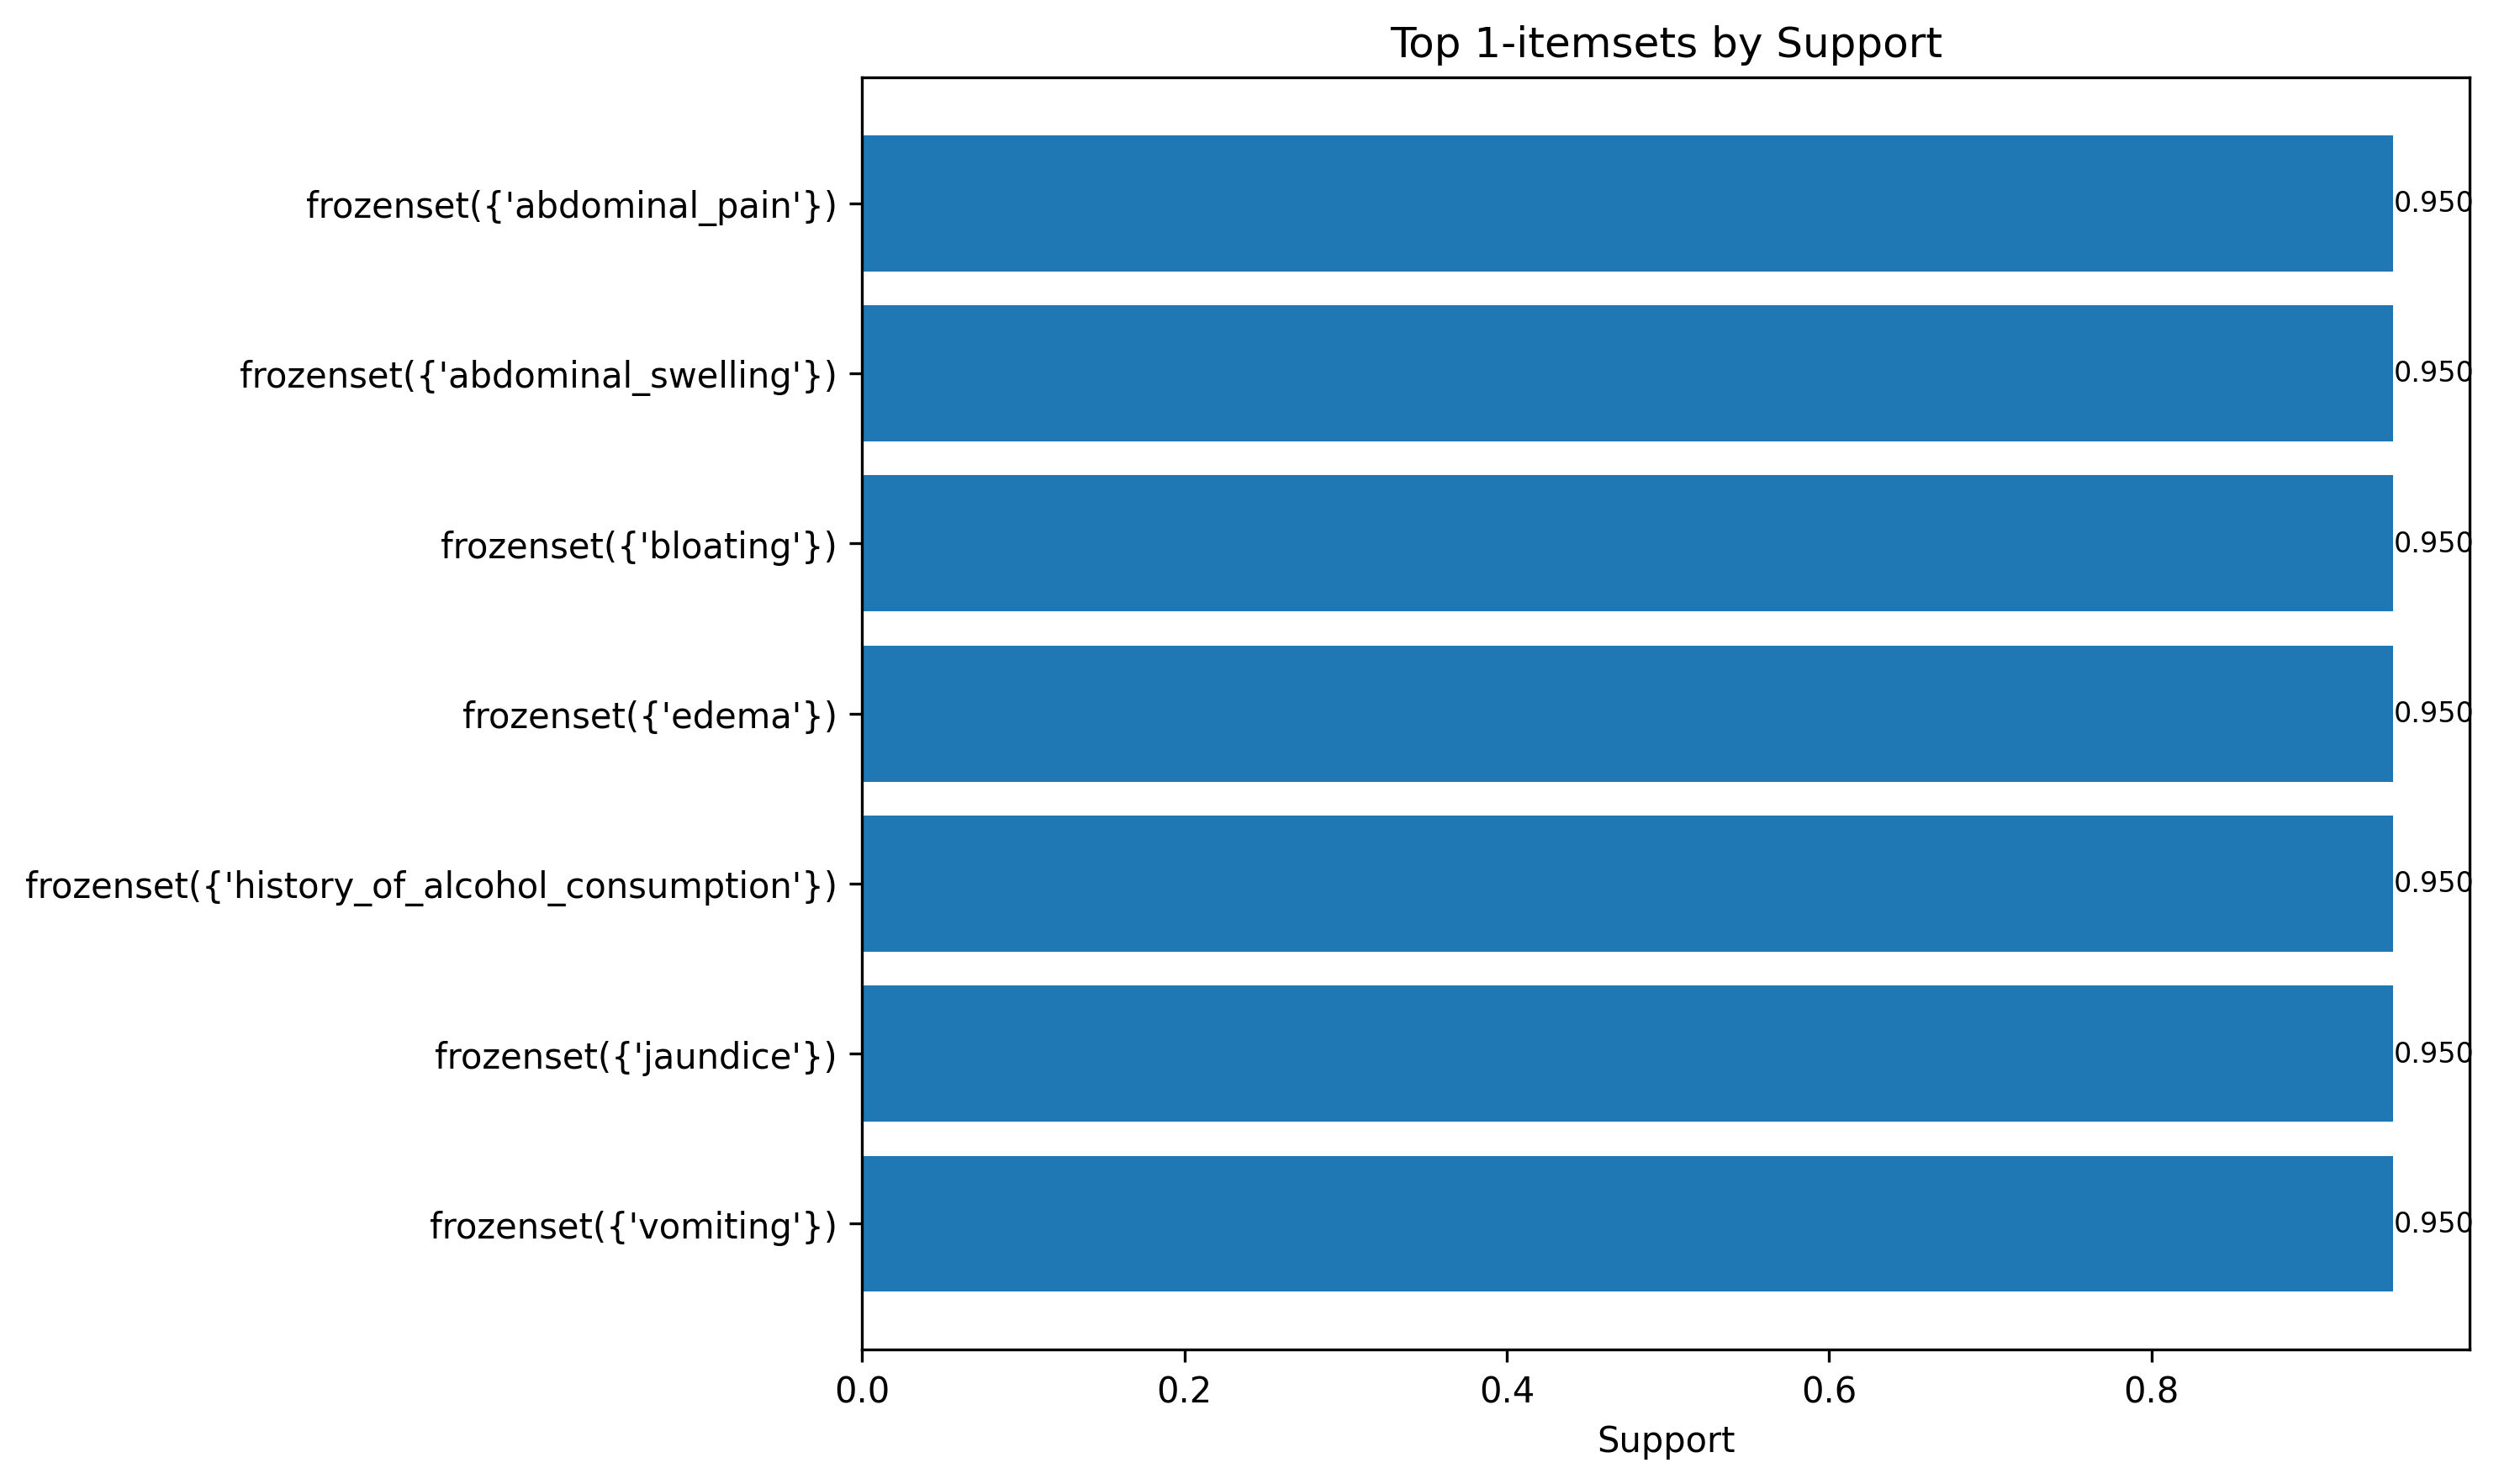 Top 1-itemsets by Support
frozenset({'abdominal_pain'}) 0.950
frozenset({'abdominal_swelling'}) 0.950
frozenset({'bloating'}) 0.950
frozenset({'edema'}) 0.950
frozenset({'history_of_alcohol_consumption'}) 0.950
frozenset({'jaundice'}) 0.950
frozenset({'vomiting'}) 0.950
0.0 0.2 0.4 0.6 0.8
Support